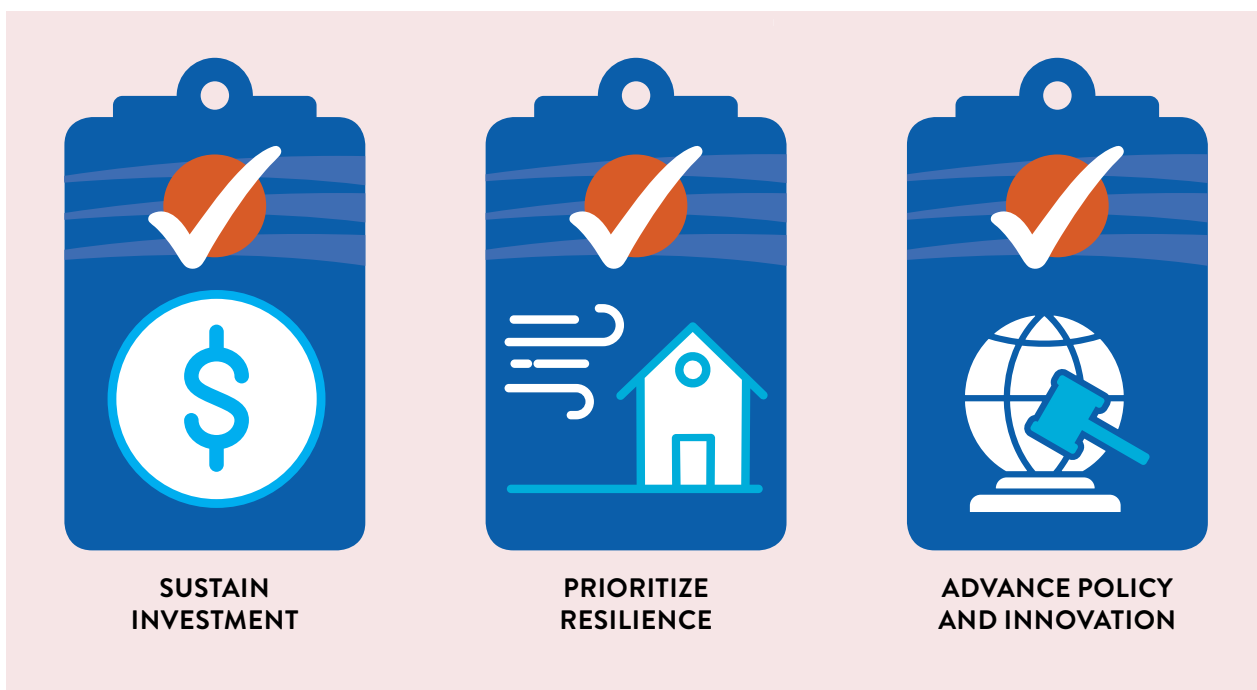 SUSTAIN
INVESTMENT
PRIORITIZE
RESILIENCE
ADVANCE POLICY
AND INNOVATION